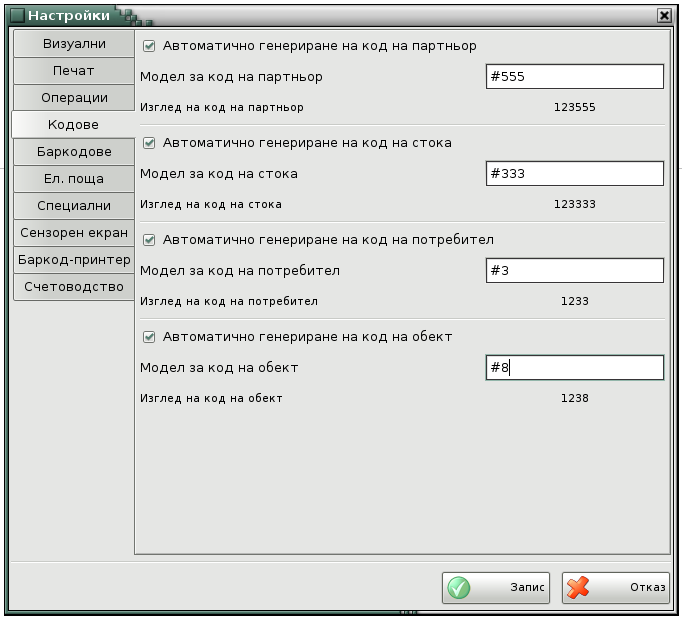 Настройки
Визуални
Печат
Операции
Кодове
Баркодове
Ел. поща
Специални
Сензорен екран
Баркод-принтер
Счетоводство
Автоматично генериране на код на партньор
Модел за код на партньор #555
Изглед на код на партньор 123555
Автоматично генериране на код на стока
Модел за код на стока #333
Изглед на код на стока 123333
Автоматично генериране на код на потребител
Модел за код на потребител #3
Изглед на код на потребител 1233
Автоматично генериране на код на обект
Модел за код на обект #8
Изглед на код на обект 1238
Запис
Отказ